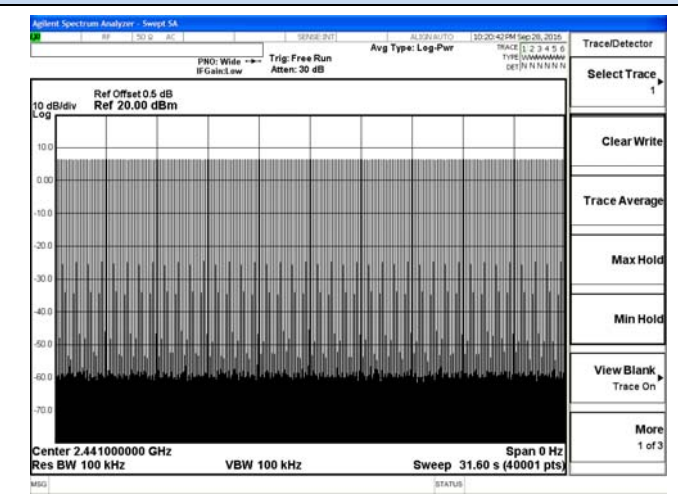 Agilent Spectrum Analyzer - Swept SA
RF 50 Ω AC SENSE:INT ALIGN AUTO 10:20:42 PM Sep 28, 2016
Avg Type: Log-Pwr TRACE 1 2 3 4 5 6
PNO: Wide Trig: Free Run TYPE
IFGain:Low Atten: 30 dB DET N N N N N N
Ref Offset 0.5 dB
10 dB/div Ref 20.00 dBm
Log
10.0
0.00
-10.0
-20.0
-30.0
-40.0
-50.0
-60.0
-70.0
Center 2.441000000 GHz Span 0 Hz
Res BW 100 kHz VBW 100 kHz Sweep 31.60 s (40001 pts)
MSG STATUS
Trace/Detector
Select Trace
1
Clear Write
Trace Average
Max Hold
Min Hold
View Blank
Trace On
More
1 of 3